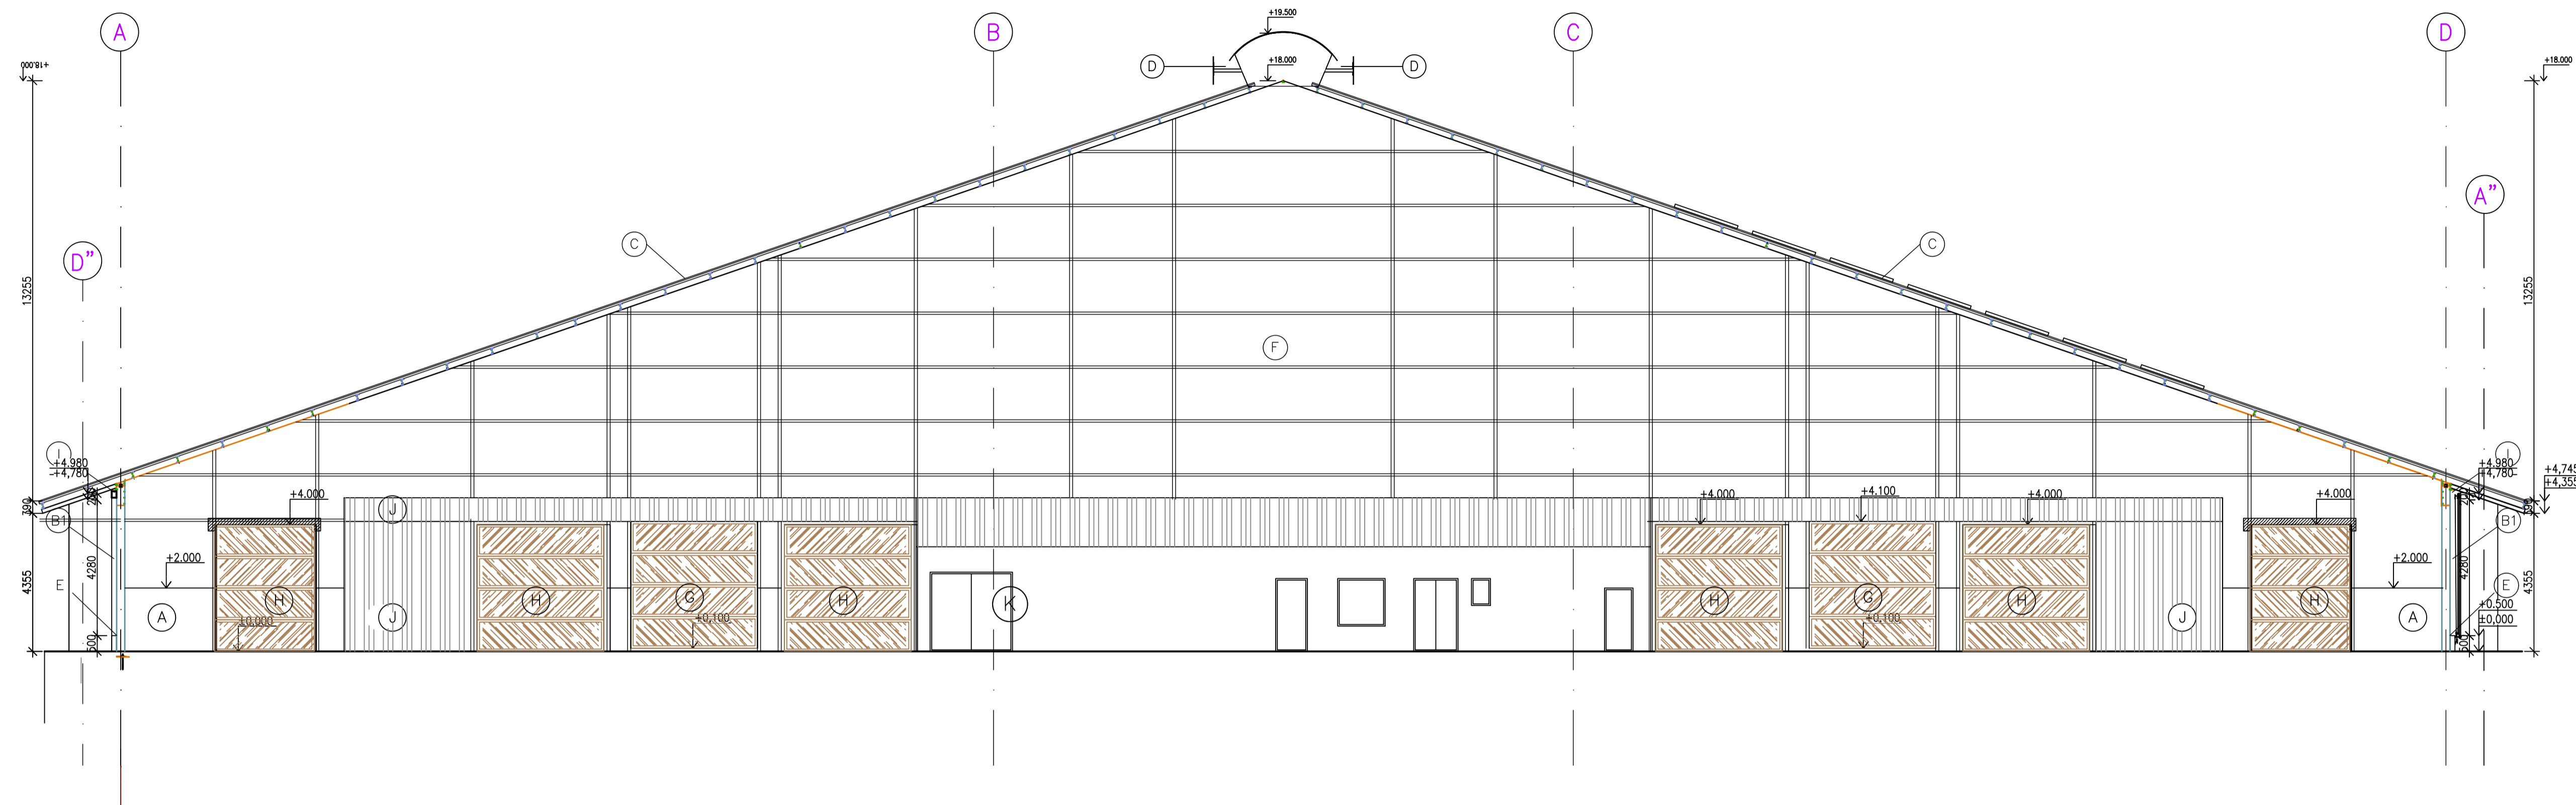 A
B
+19.500
C
D
+18.000
D
+18.000
D
+18.000
A"
C
C
D"
13255
13255
F
I
+4.980
+4,780
I
+4.980
+4,780
+4,745
+4,355
390
+4.000
+4.000
+4.100
+4.000
+4.000
J
B1
B1
+2.000
+2.000
4280
4280
4355
4355
E
E
H
H
G
H
K
H
G
H
H
+0.500
±0,000
A
±0,000
J
+0,100
+0,100
J
A
500
500